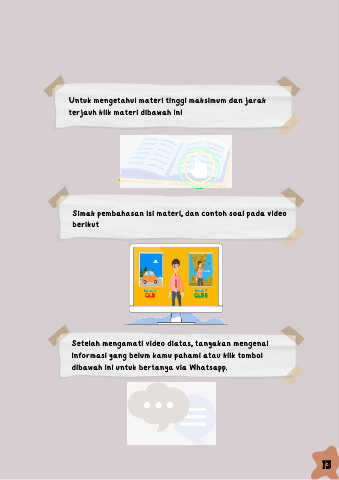 Untuk mengetahui materi tinggi maksimum dan jarak
terjauh klik materi dibawah ini
Simak pembahasan isi materi, dan contoh soal pada video
berikut
GLB
GLBB
Setelah mengamati video diatas, tanyakan mengenai
informasi yang belum kamu pahami atau klik tombol
dibawah ini untuk bertanya via Whatsapp.